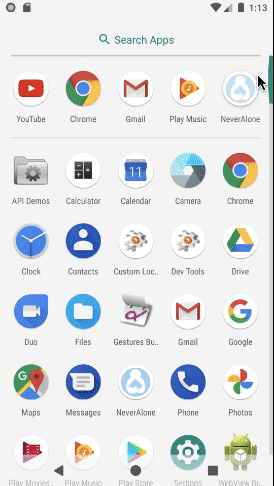 1:13
Search Apps
YouTube Chrome Gmail Play Music NeverAlone
API Demos Calculator Calendar Camera Chrome
11
Clock Contacts Custom Loc.. Dev Tools Drive
Duo Files Gestures Bu.. Gmail Google
Maps Messages NeverAlone Phone Photos
Play Movies.. Play Music Play Store Settings WebView Br..